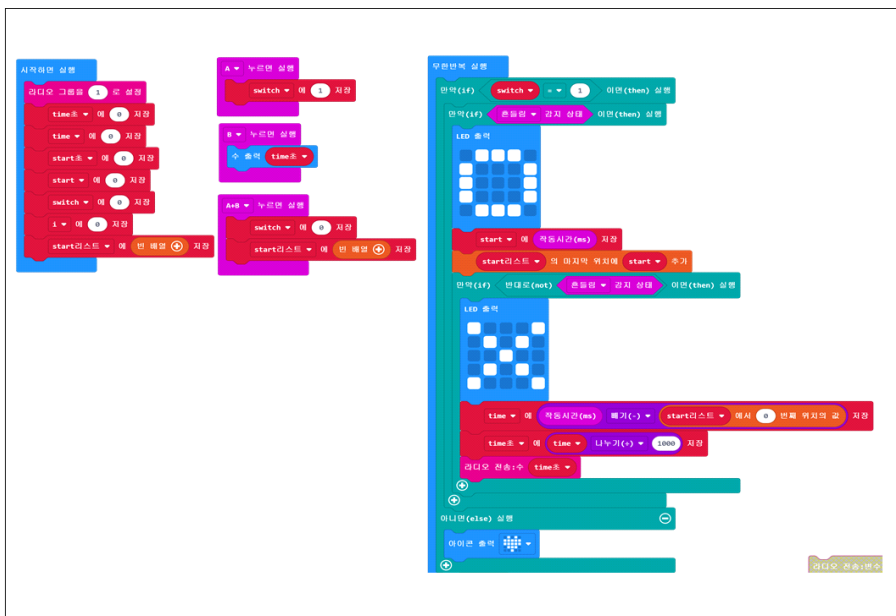 시작하면 실행
라디오 그룹을 1 로 설정
time초 에 0 저장
time 에 0 저장
start초 에 0 저장
start 에 0 저장
switch 에 0 저장
i 에 0 저장
start리스트 에 빈 배열 저장
A 누르면 실행
switch 에 1 저장
B 누르면 실행
수 출력 time초
A+B 누르면 실행
switch 에 0 저장
start리스트 에 빈 배열 저장
무한반복 실행
만약(if) switch = 1 이면(then) 실행
만약(if) 흔들림 감지 상태 이면(then) 실행
LED 출력
start 에 작동시간(ms) 저장
start리스트 의 마지막 위치에 start 추가
만약(if) 반대로(not) 흔들림 감지 상태 이면(then) 실행
LED 출력
time 에 작동시간(ms) 빼기(-) start리스트 에서 0 번째 위치의 값 저장
time초 에 time 나누기(÷) 1000 저장
라디오 전송:수 time초
아니면(else) 실행
아이콘 출력
라디오 전송:변수